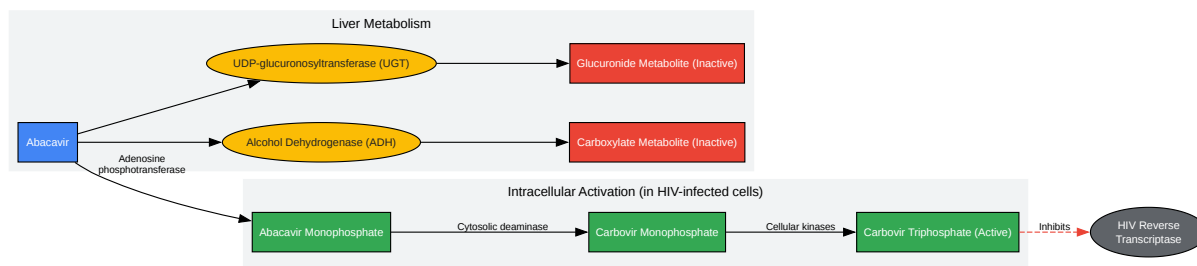 Liver Metabolism
UDP-glucuronosyltransferase (UGT)
Glucuronide Metabolite (Inactive)
Abacavir
Alcohol Dehydrogenase (ADH)
Carboxylate Metabolite (Inactive)
Adenosine
phosphotransferase
Intracellular Activation (in HIV-infected cells)
Abacavir Monophosphate
Cytosolic deaminase
Carbovir Monophosphate
Cellular kinases
Carbovir Triphosphate (Active)
Inhibits
HIV Reverse
Transcriptase